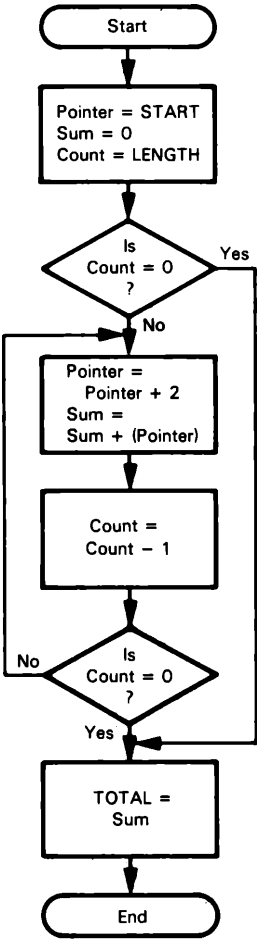 Start
Pointer = START
Sum = 0
Count = LENGTH
Is
Count = 0
?
Yes
No
Pointer =
Pointer + 2
Sum =
Sum + (Pointer)
Count =
Count - 1
Is
Count = 0
?
No
Yes
TOTAL =
Sum
End